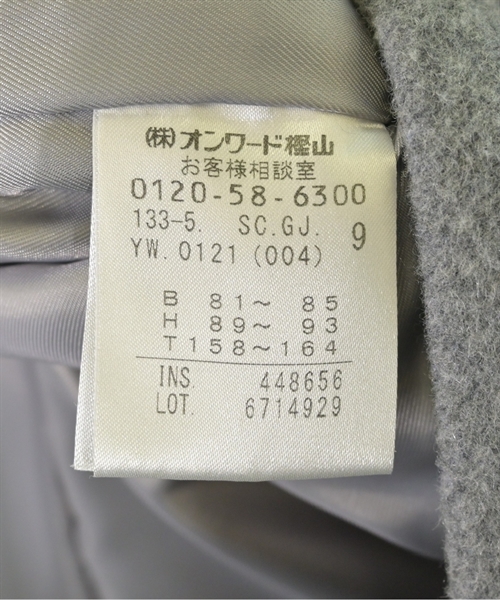 (株)オンワード樫山
お客様相談室
0120-58-6300
133-5. SC.GJ. 9
YW.0121(004)
B 81～ 85
H 89～ 93
T158～164
INS. 448656
LOT. 6714929